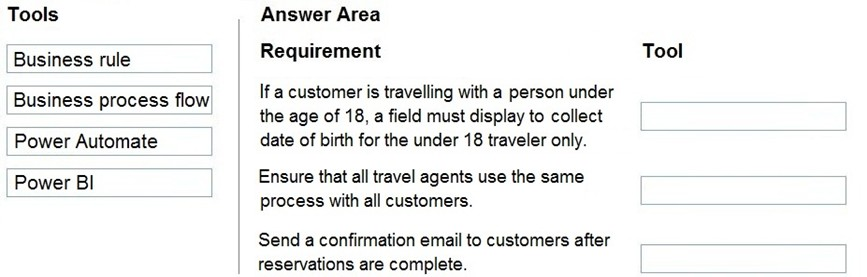 Tools
Business rule
Business process flow
Power Automate
Power BI
Answer Area
Requirement
Tool
If a customer is travelling with a person under
the age of 18, a field must display to collect
date of birth for the under 18 traveler only.
Ensure that all travel agents use the same
process with all customers.
Send a confirmation email to customers after
reservations are complete.